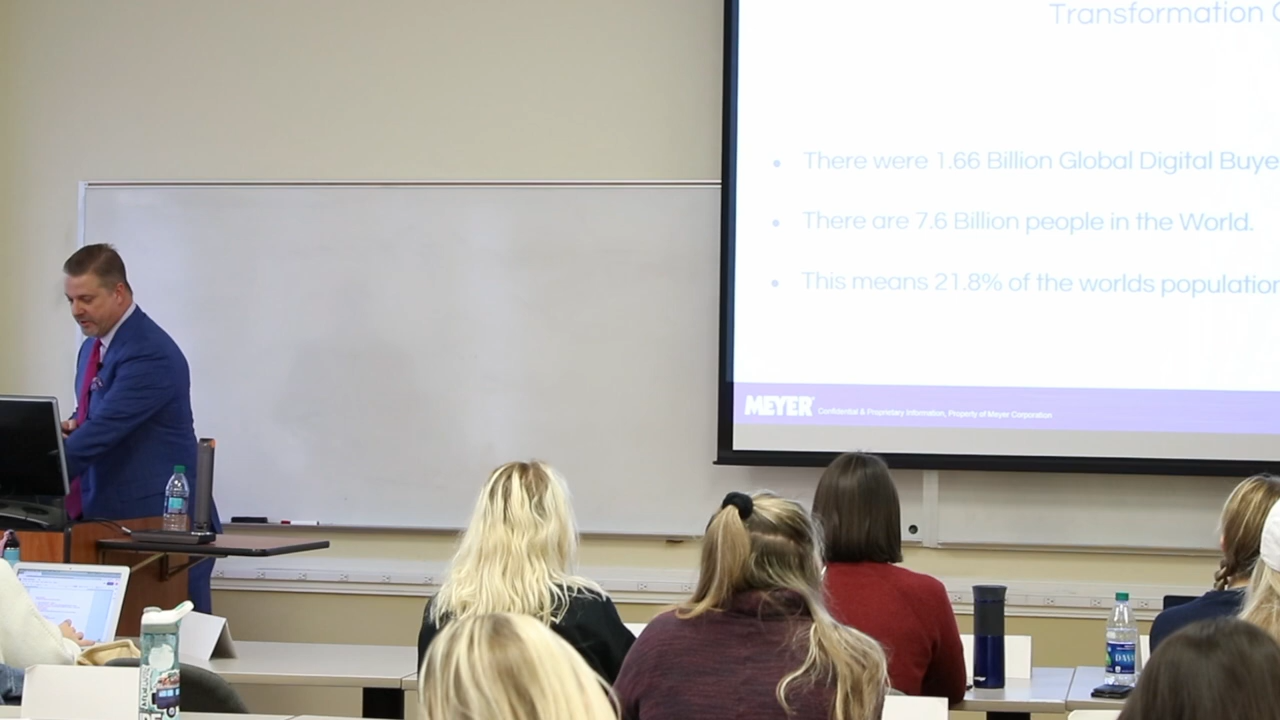 Transformation
There were 1.66 Billion Global Digital Buye
There are 7.6 Billion people in the World.
This means 21.8% of the worlds population
MEYER
Confidential & Proprietary Information, Property of Meyer Corporation